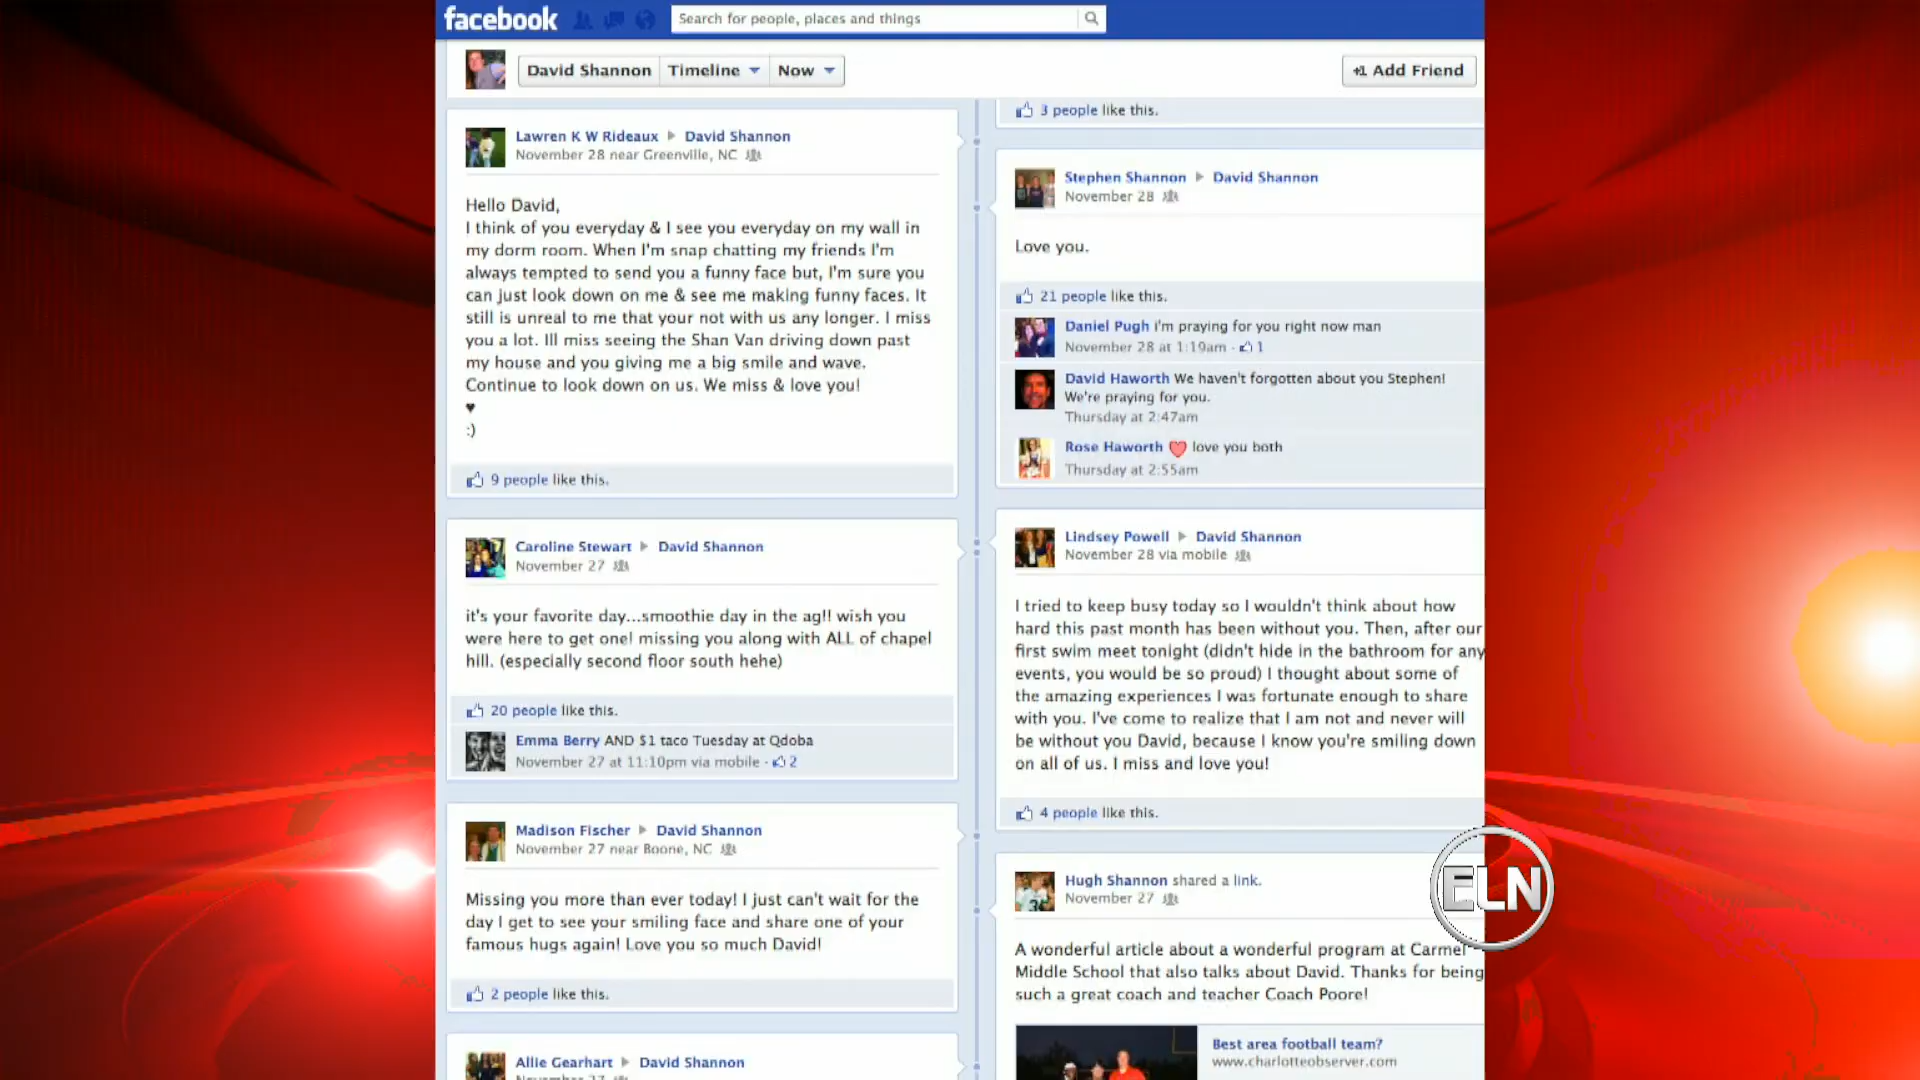 facebook
Search for people, places and things
David Shannon
Timeline
Now
+1 Add Friend
Lawren K W Rideaux David Shannon
November 28 near Greenville, NC
Hello David,
I think of you everyday & I see you everyday on my wall in
my dorm room. When I'm snap chatting my friends I'm
always tempted to send you a funny face but, I'm sure you
can just look down on me & see me making funny faces. It
still is unreal to me that your not with us any longer. I miss
you a lot. Ill miss seeing the Shan Van driving down past
my house and you giving me a big smile and wave.
Continue to look down on us. We miss & love you!
♥
:)
9 people like this.
Caroline Stewart David Shannon
November 27
it's your favorite day...smoothie day in the ag!! wish you
were here to get one! missing you along with ALL of chapel
hill. (especially second floor south hehe)
20 people like this.
Emma Berry AND $1 taco Tuesday at Qdoba
November 27 at 11:10pm via mobile · 2
Madison Fischer David Shannon
November 27 near Boone, NC
Missing you more than ever today! I just can't wait for the
day I get to see your smiling face and share one of your
famous hugs again! Love you so much David!
2 people like this.
Allie Gearhart David Shannon
November 27
3 people like this.
Stephen Shannon David Shannon
November 28
Love you.
21 people like this.
Daniel Pugh i'm praying for you right now man
November 28 at 1:19am · 1
David Haworth We haven't forgotten about you Stephen!
We're praying for you.
Thursday at 2:47am
Rose Haworth ❤ love you both
Thursday at 2:55am
Lindsey Powell David Shannon
November 28 via mobile
I tried to keep busy today so I wouldn't think about how
hard this past month has been without you. Then, after our
first swim meet tonight (didn't hide in the bathroom for any
events, you would be so proud) I thought about some of
the amazing experiences I was fortunate enough to share
with you. I've come to realize that I am not and never will
be without you David, because I know you're smiling down
on all of us. I miss and love you!
4 people like this.
Hugh Shannon shared a link.
November 27
A wonderful article about a wonderful program at Carmel
Middle School that also talks about David. Thanks for being
such a great coach and teacher Coach Poore!
Best area football team?
www.charlotteobserver.com
ELN